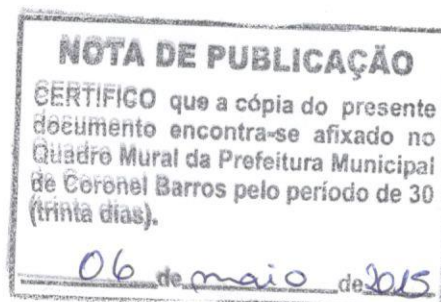 NOTA DE PUBLICAÇÃO
CERTIFICO que a cópia do presente
documento encontra-se afixado no
Quadro Mural da Prefeitura Municipal
de Coronel Barros pelo período de 30
(trinta dias).
06 de maio de 2015